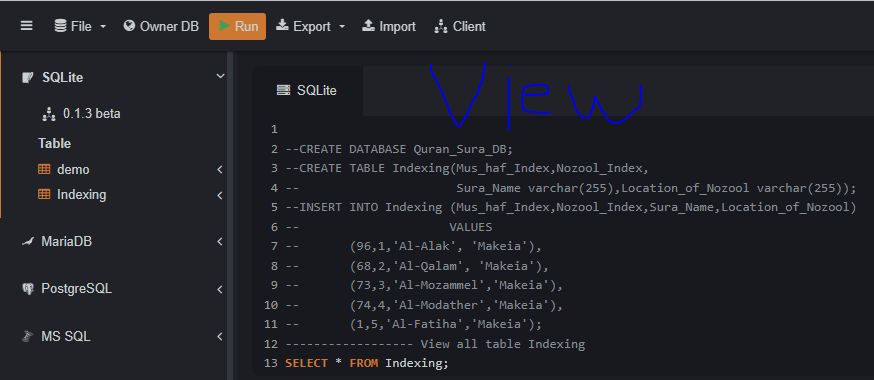 File Owner DB Run Export Import Client
SQLite
0.1.3 beta
Table
demo
Indexing
MariaDB
PostgreSQL
MS SQL
SQLite
View
1
2 --CREATE DATABASE Quran_Sura_DB;
3 --CREATE TABLE Indexing(Mus_haf_Index,Nozool_Index,
4 -- Sura_Name varchar(255),Location_of_Nozool varchar(255));
5 --INSERT INTO Indexing (Mus_haf_Index,Nozool_Index,Sura_Name,Location_of_Nozool)
6 -- VALUES
7 -- (96,1,'Al-Alak', 'Makeia'),
8 -- (68,2,'Al-Qalam', 'Makeia'),
9 -- (73,3,'Al-Mozammel','Makeia'),
10 -- (74,4,'Al-Modather','Makeia'),
11 -- (1,5,'Al-Fatiha','Makeia');
12 ------------------ View all table Indexing
13 SELECT * FROM Indexing;